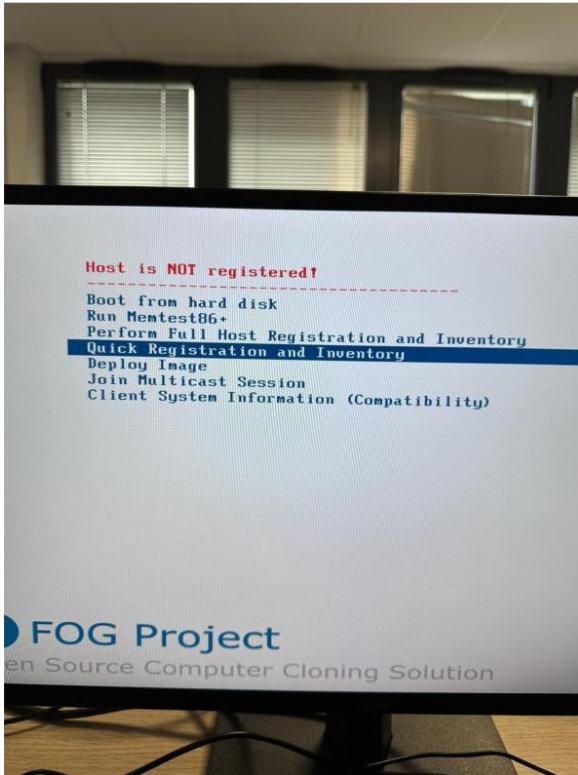 Host is NOT registered!
Boot from hard disk
Run Memtest86+
Perform Full Host Registration and Inventory
Quick Registration and Inventory
Deploy Image
Join Multicast Session
Client System Information (Compatibility)
FOG Project
en Source Computer Cloning Solution